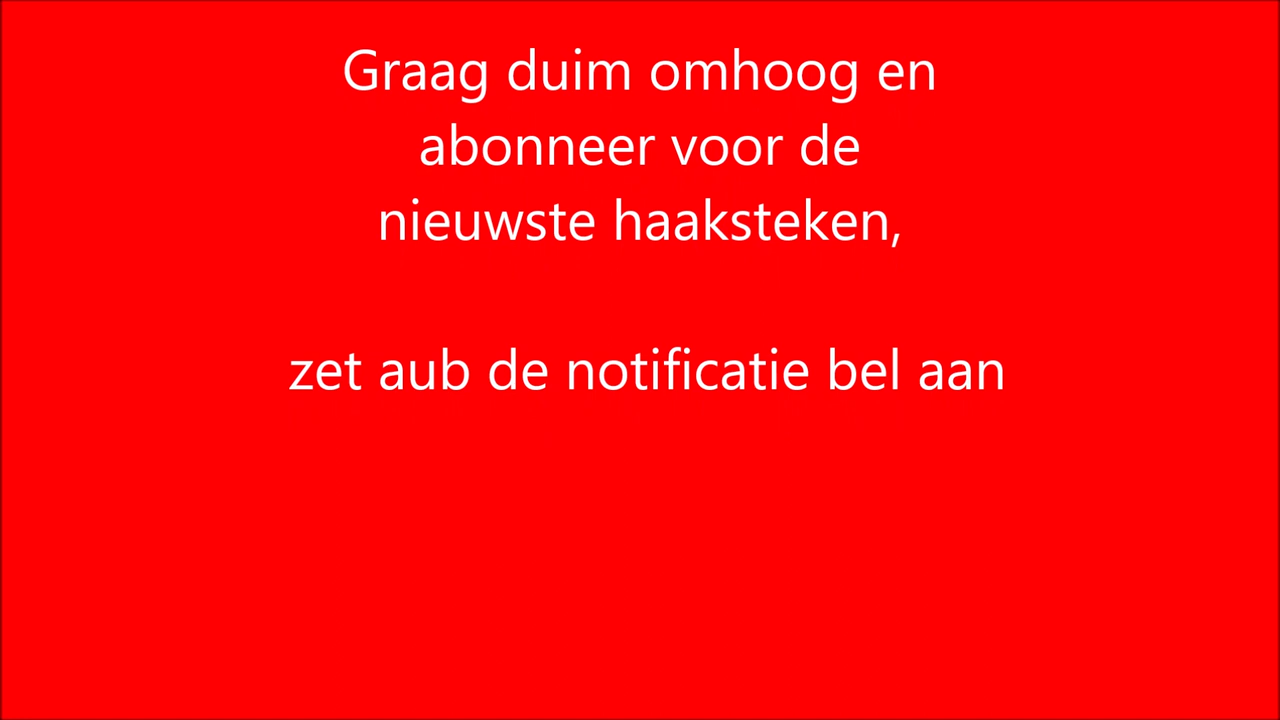 Graag duim omhoog en
abonneer voor de
nieuwste haaksteken,
zet aub de notificatie bel aan